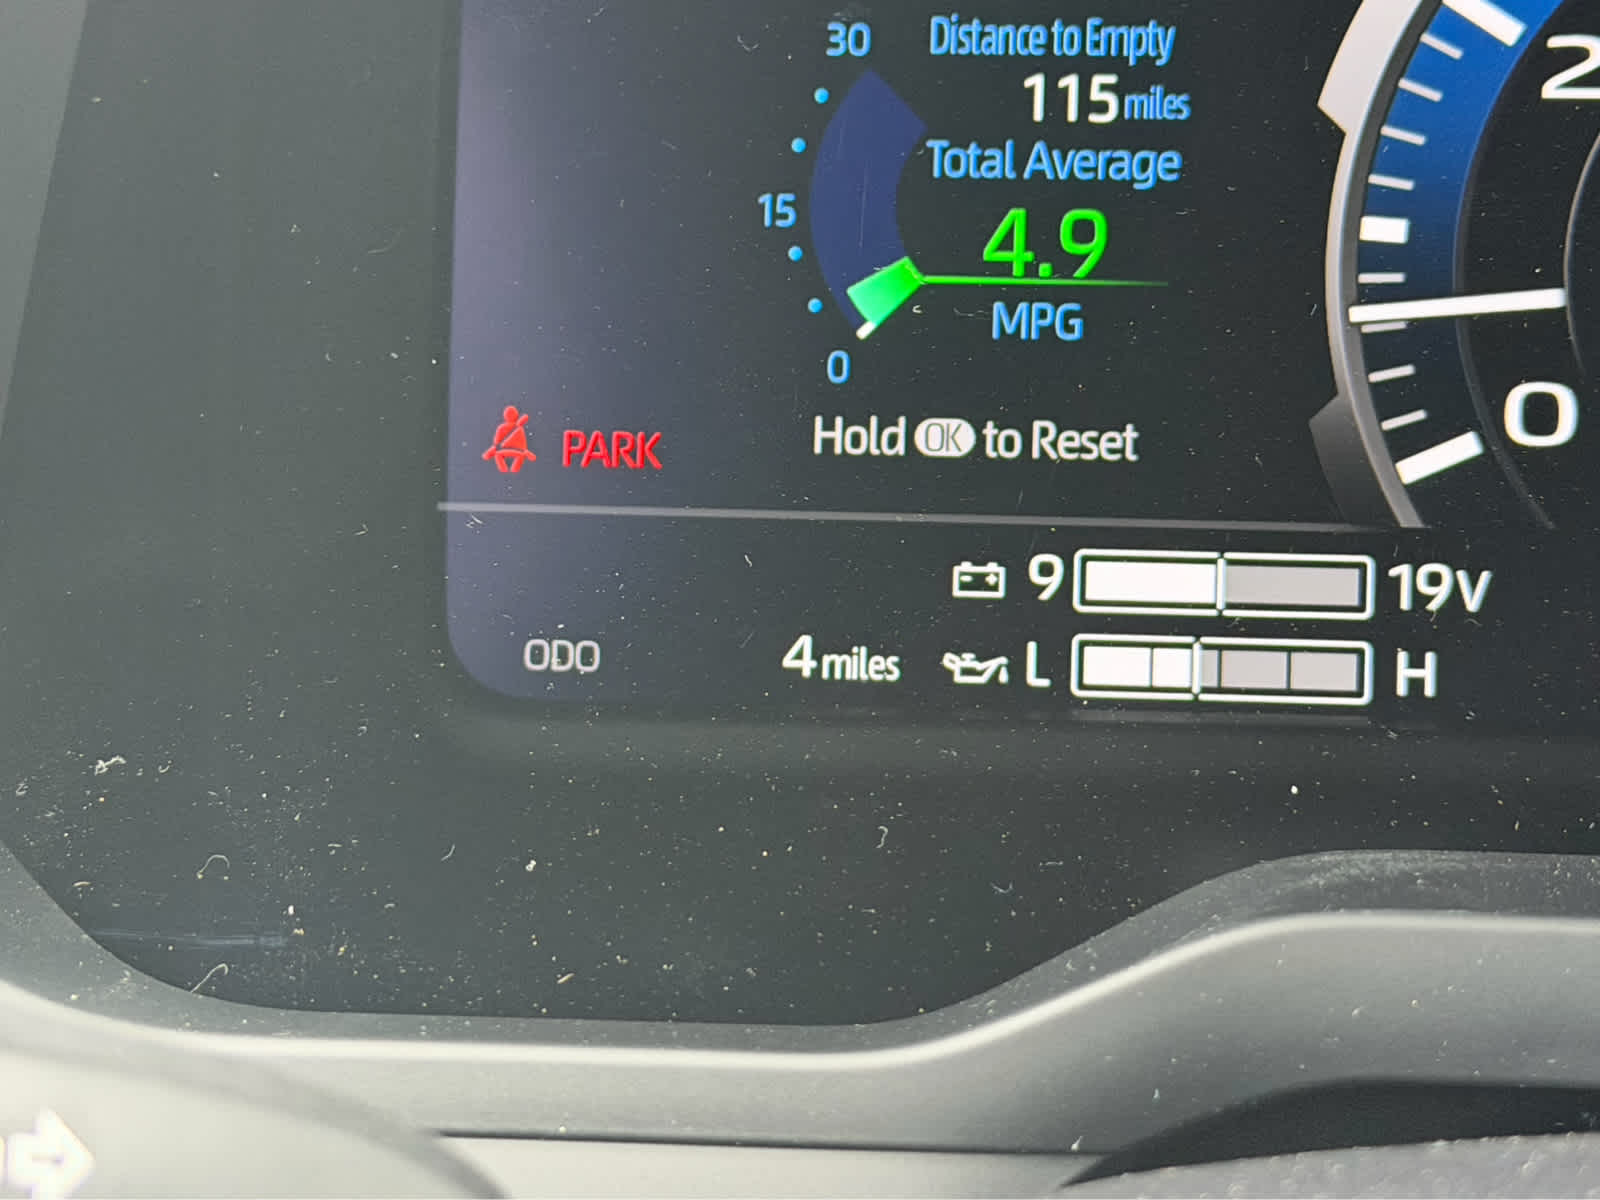 30
Distance to Empty
115 miles
Total Average
15
4.9
MPG
0
PARK
Hold OK to Reset
2
0
9 19V
ODO 4 miles L H